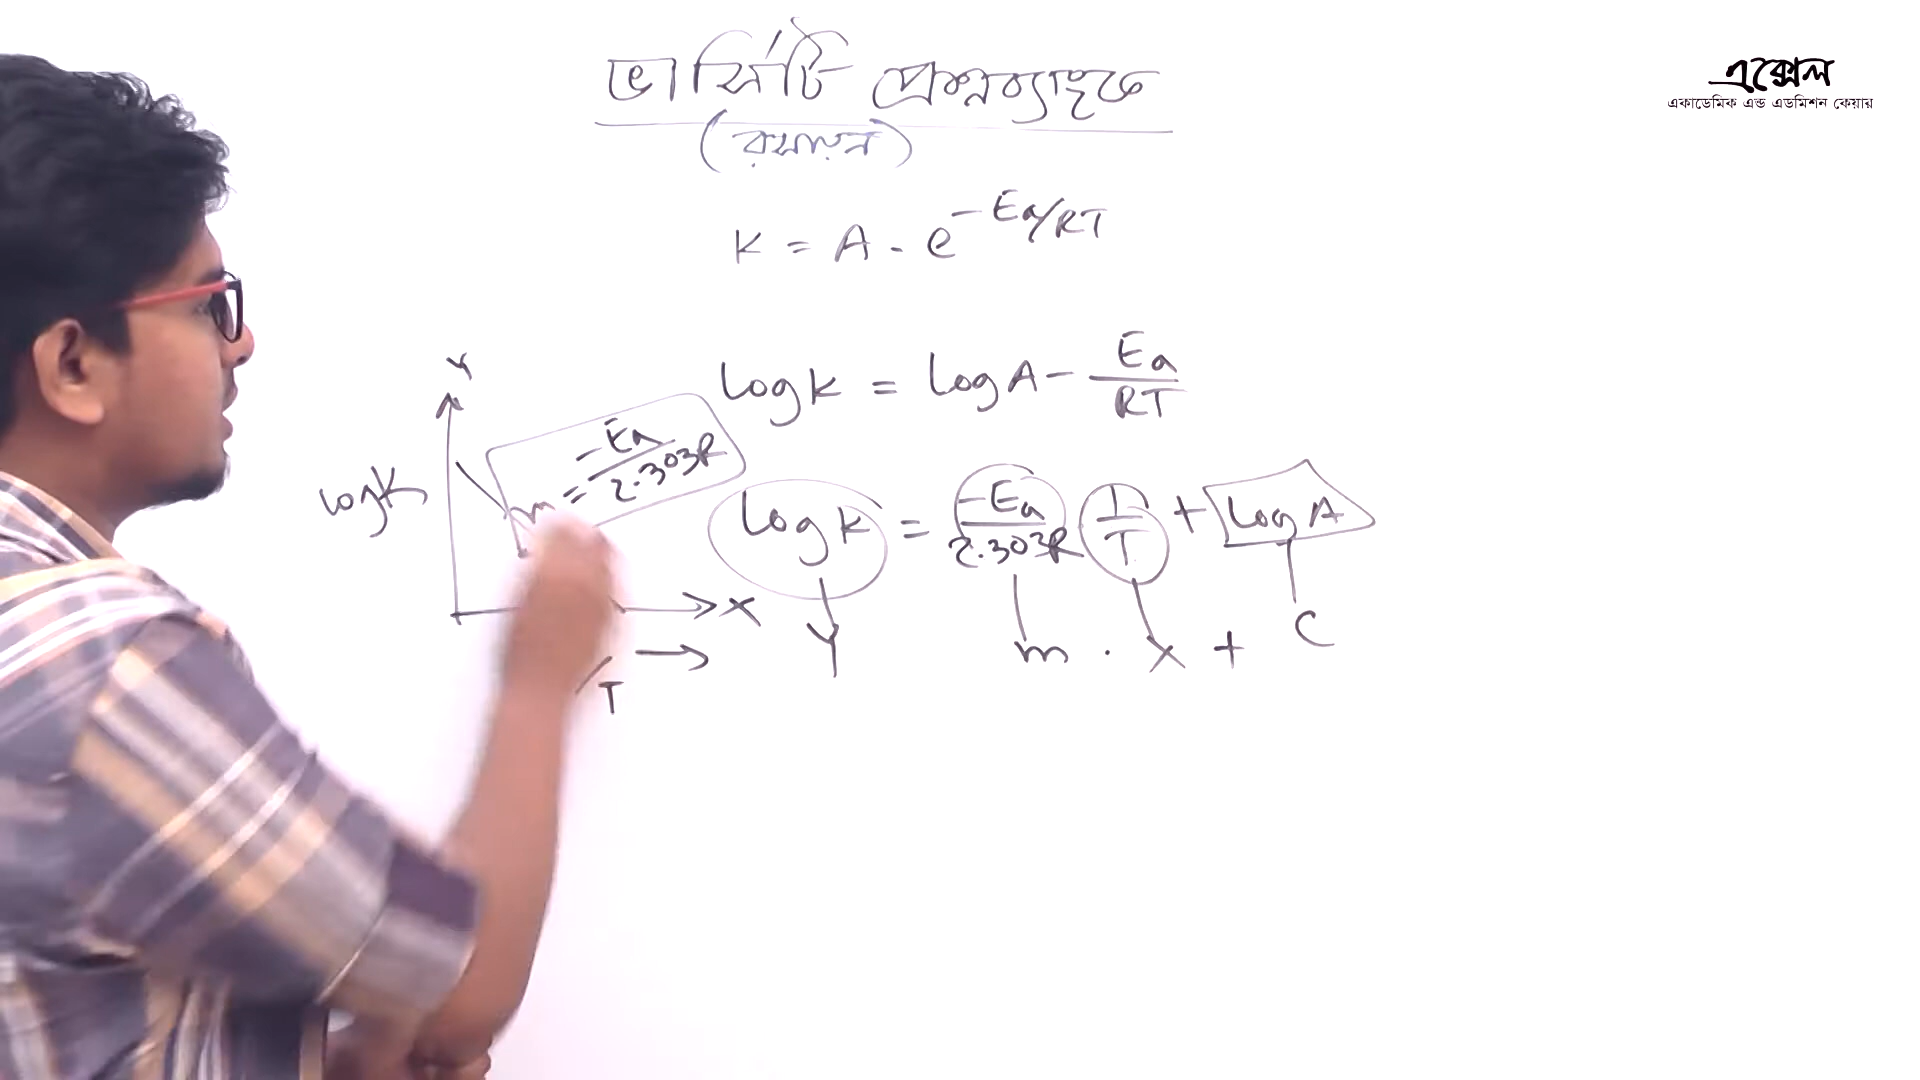 ভার্সিটি প্রশ্নব্যাংকে
(রসায়ন)
এক্সেল
একাডেমিক এন্ড এডমিশন কেয়ার
K = A - e^{-Ea/RT}
log K = log A - Ea/RT
Y
log K
m = -Ea/2.303R
X
/T →
log K = -Ea/2.303R 1/T + log A
Y m . X + C